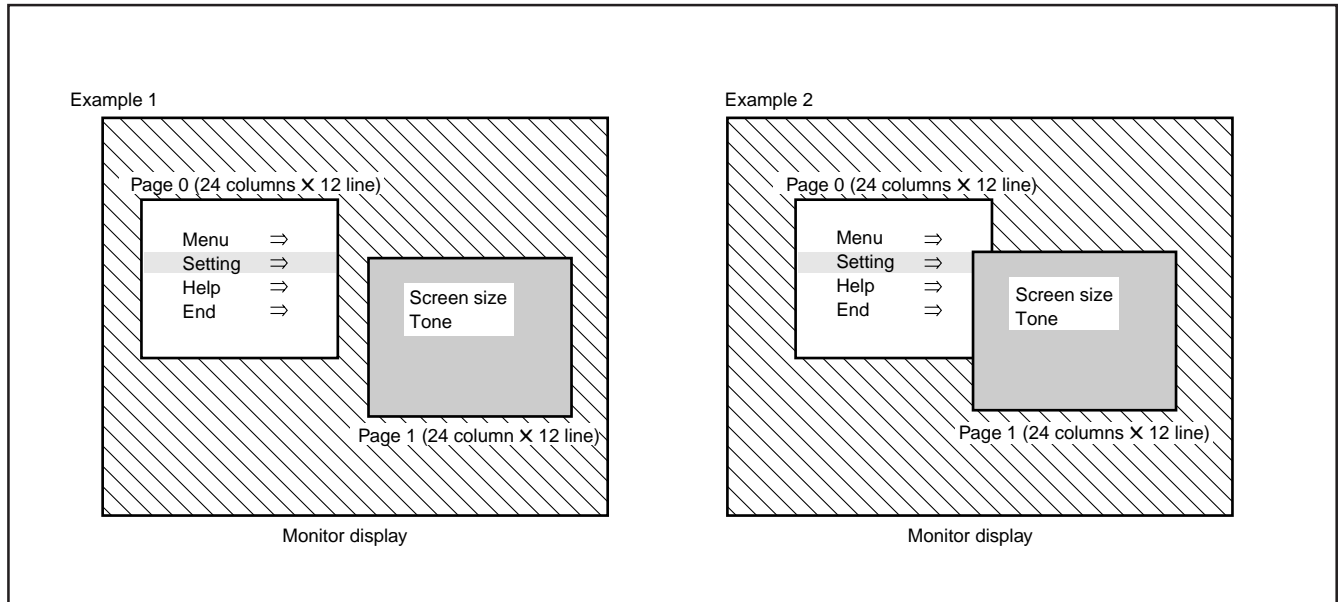 Example 1
Page 0 (24 columns ✕ 12 line)
Menu ⇒
Setting ⇒
Help ⇒
End ⇒
Screen size
Tone
Page 1 (24 column ✕ 12 line)
Monitor display
Example 2
Page 0 (24 columns ✕ 12 line)
Menu ⇒
Setting ⇒
Help ⇒
End ⇒
Screen size
Tone
Page 1 (24 columns ✕ 12 line)
Monitor display